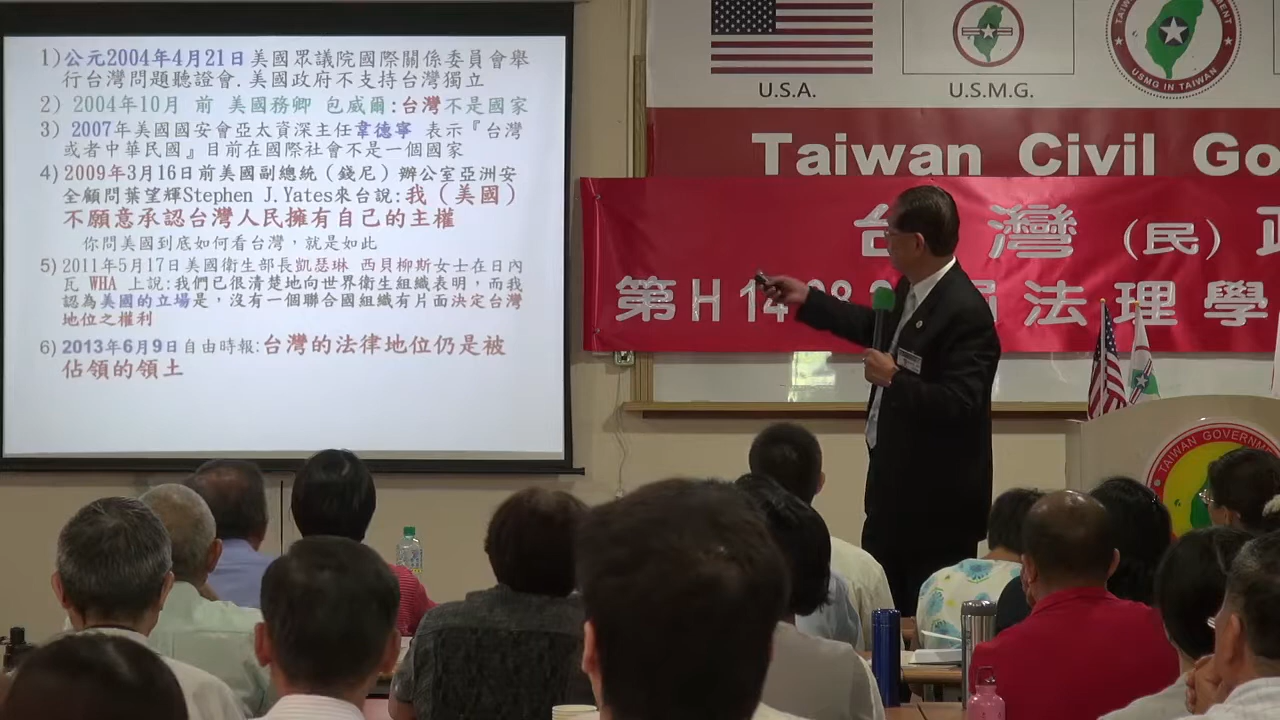 1)公元2004年4月21日美國眾議院國際關係委員會舉
行台灣問題聽證會.美國政府不支持台灣獨立
2) 2004年10月 前 美國務卿 包威爾:台灣不是國家
3) 2007年美國國安會亞太資深主任韋德寧 表示『台灣
或者中華民國』目前在國際社會不是一個國家
4)2009年3月16日前美國副總統(錢尼)辦公室亞洲安
全顧問葉望輝Stephen J.Yates來台說:我(美國)
不願意承認台灣人民擁有自己的主權
你問美國到底如何看台灣，就是如此
5)2011年5月17日美國衛生部長凱瑟琳 西貝柳斯女士在日內
瓦 WHA 上說:我們已很清楚地向世界衛生組織表明，而我
認為美國的立場是，沒有一個聯合國組織有片面決定台灣
地位之權利
6)2013年6月9日自由時報:台灣的法律地位仍是被
佔領的領土
U.S.A.
U.S.M.G.
USMG IN TAIWAN
Taiwan Civil Go
台 灣 (民) 政
第H14-08 屆法理學
TAIWAN GOVERNM